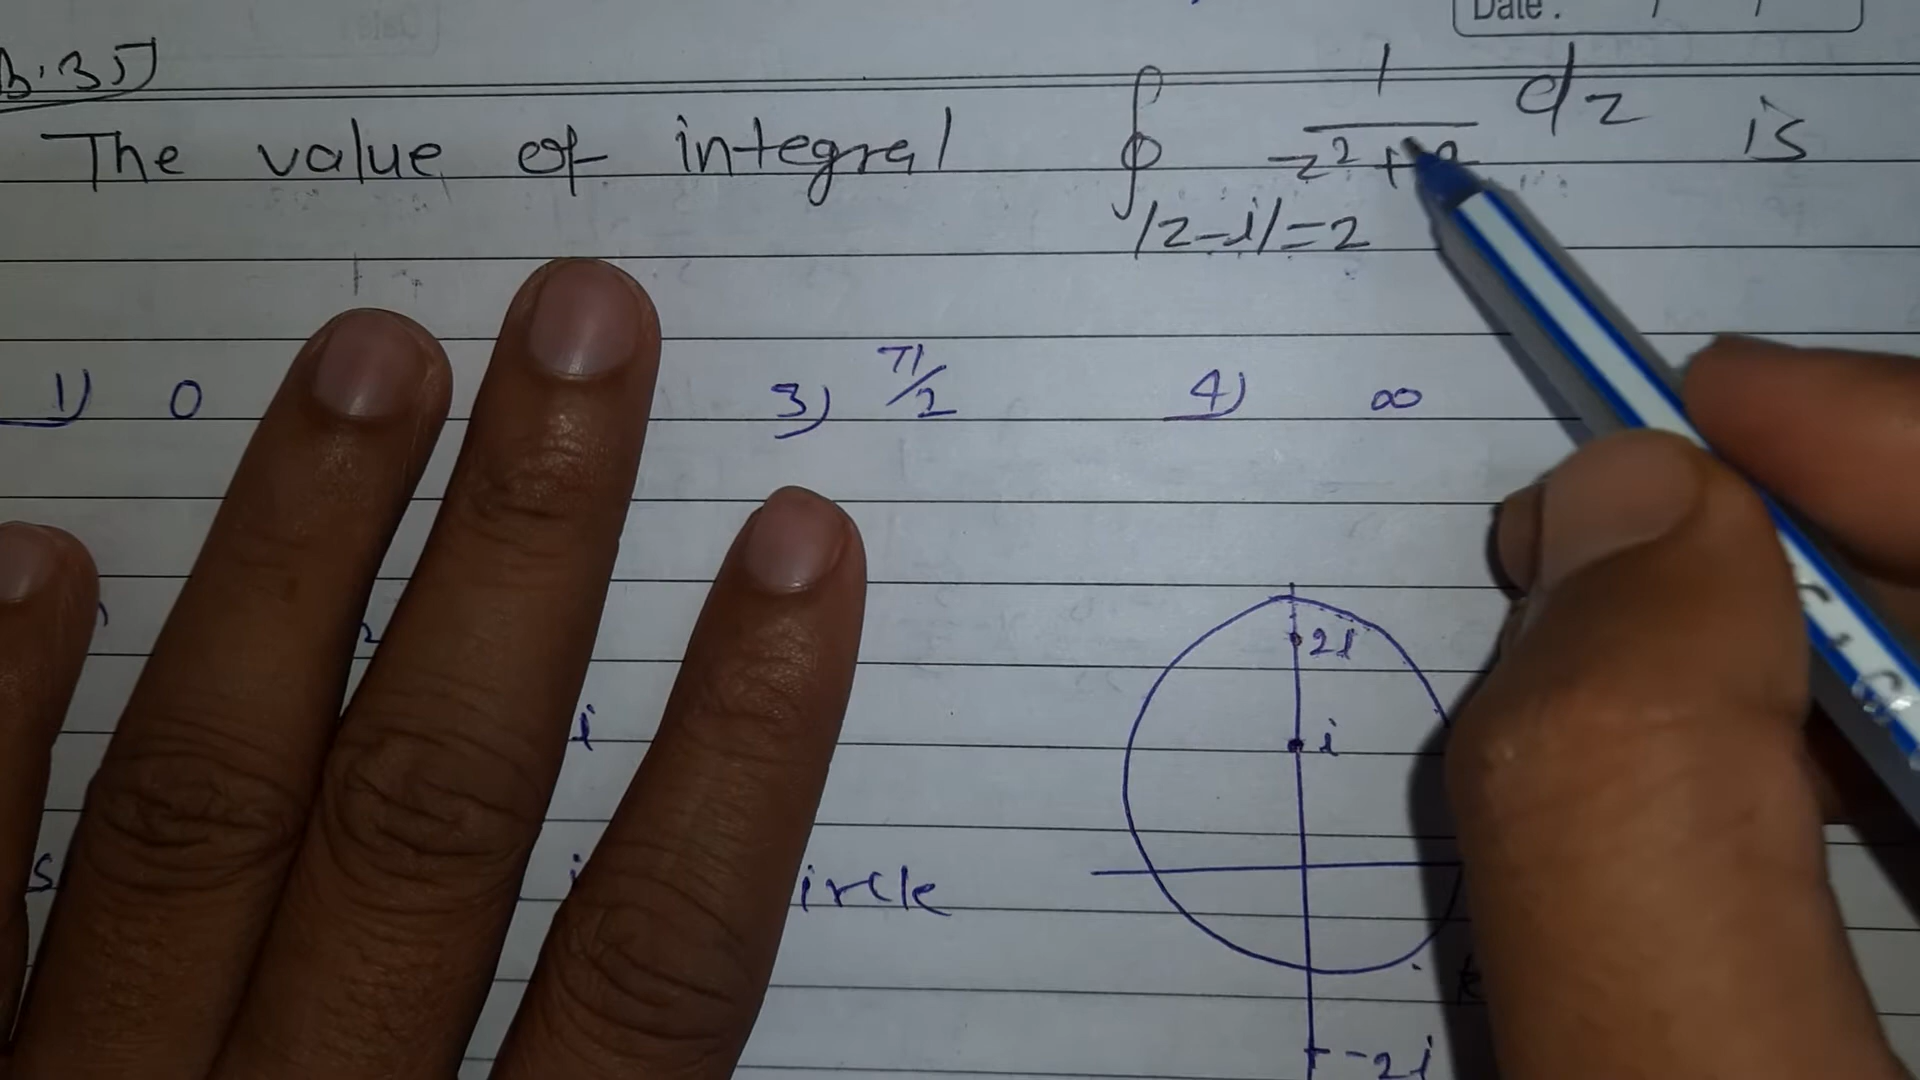 Date : / /
B.35)
The value of integral ∮ 1/(z² + dz is
|z-i|=2
1) 0 3) π/2 4) ∞
2i
2
i i
s ircle
-2i